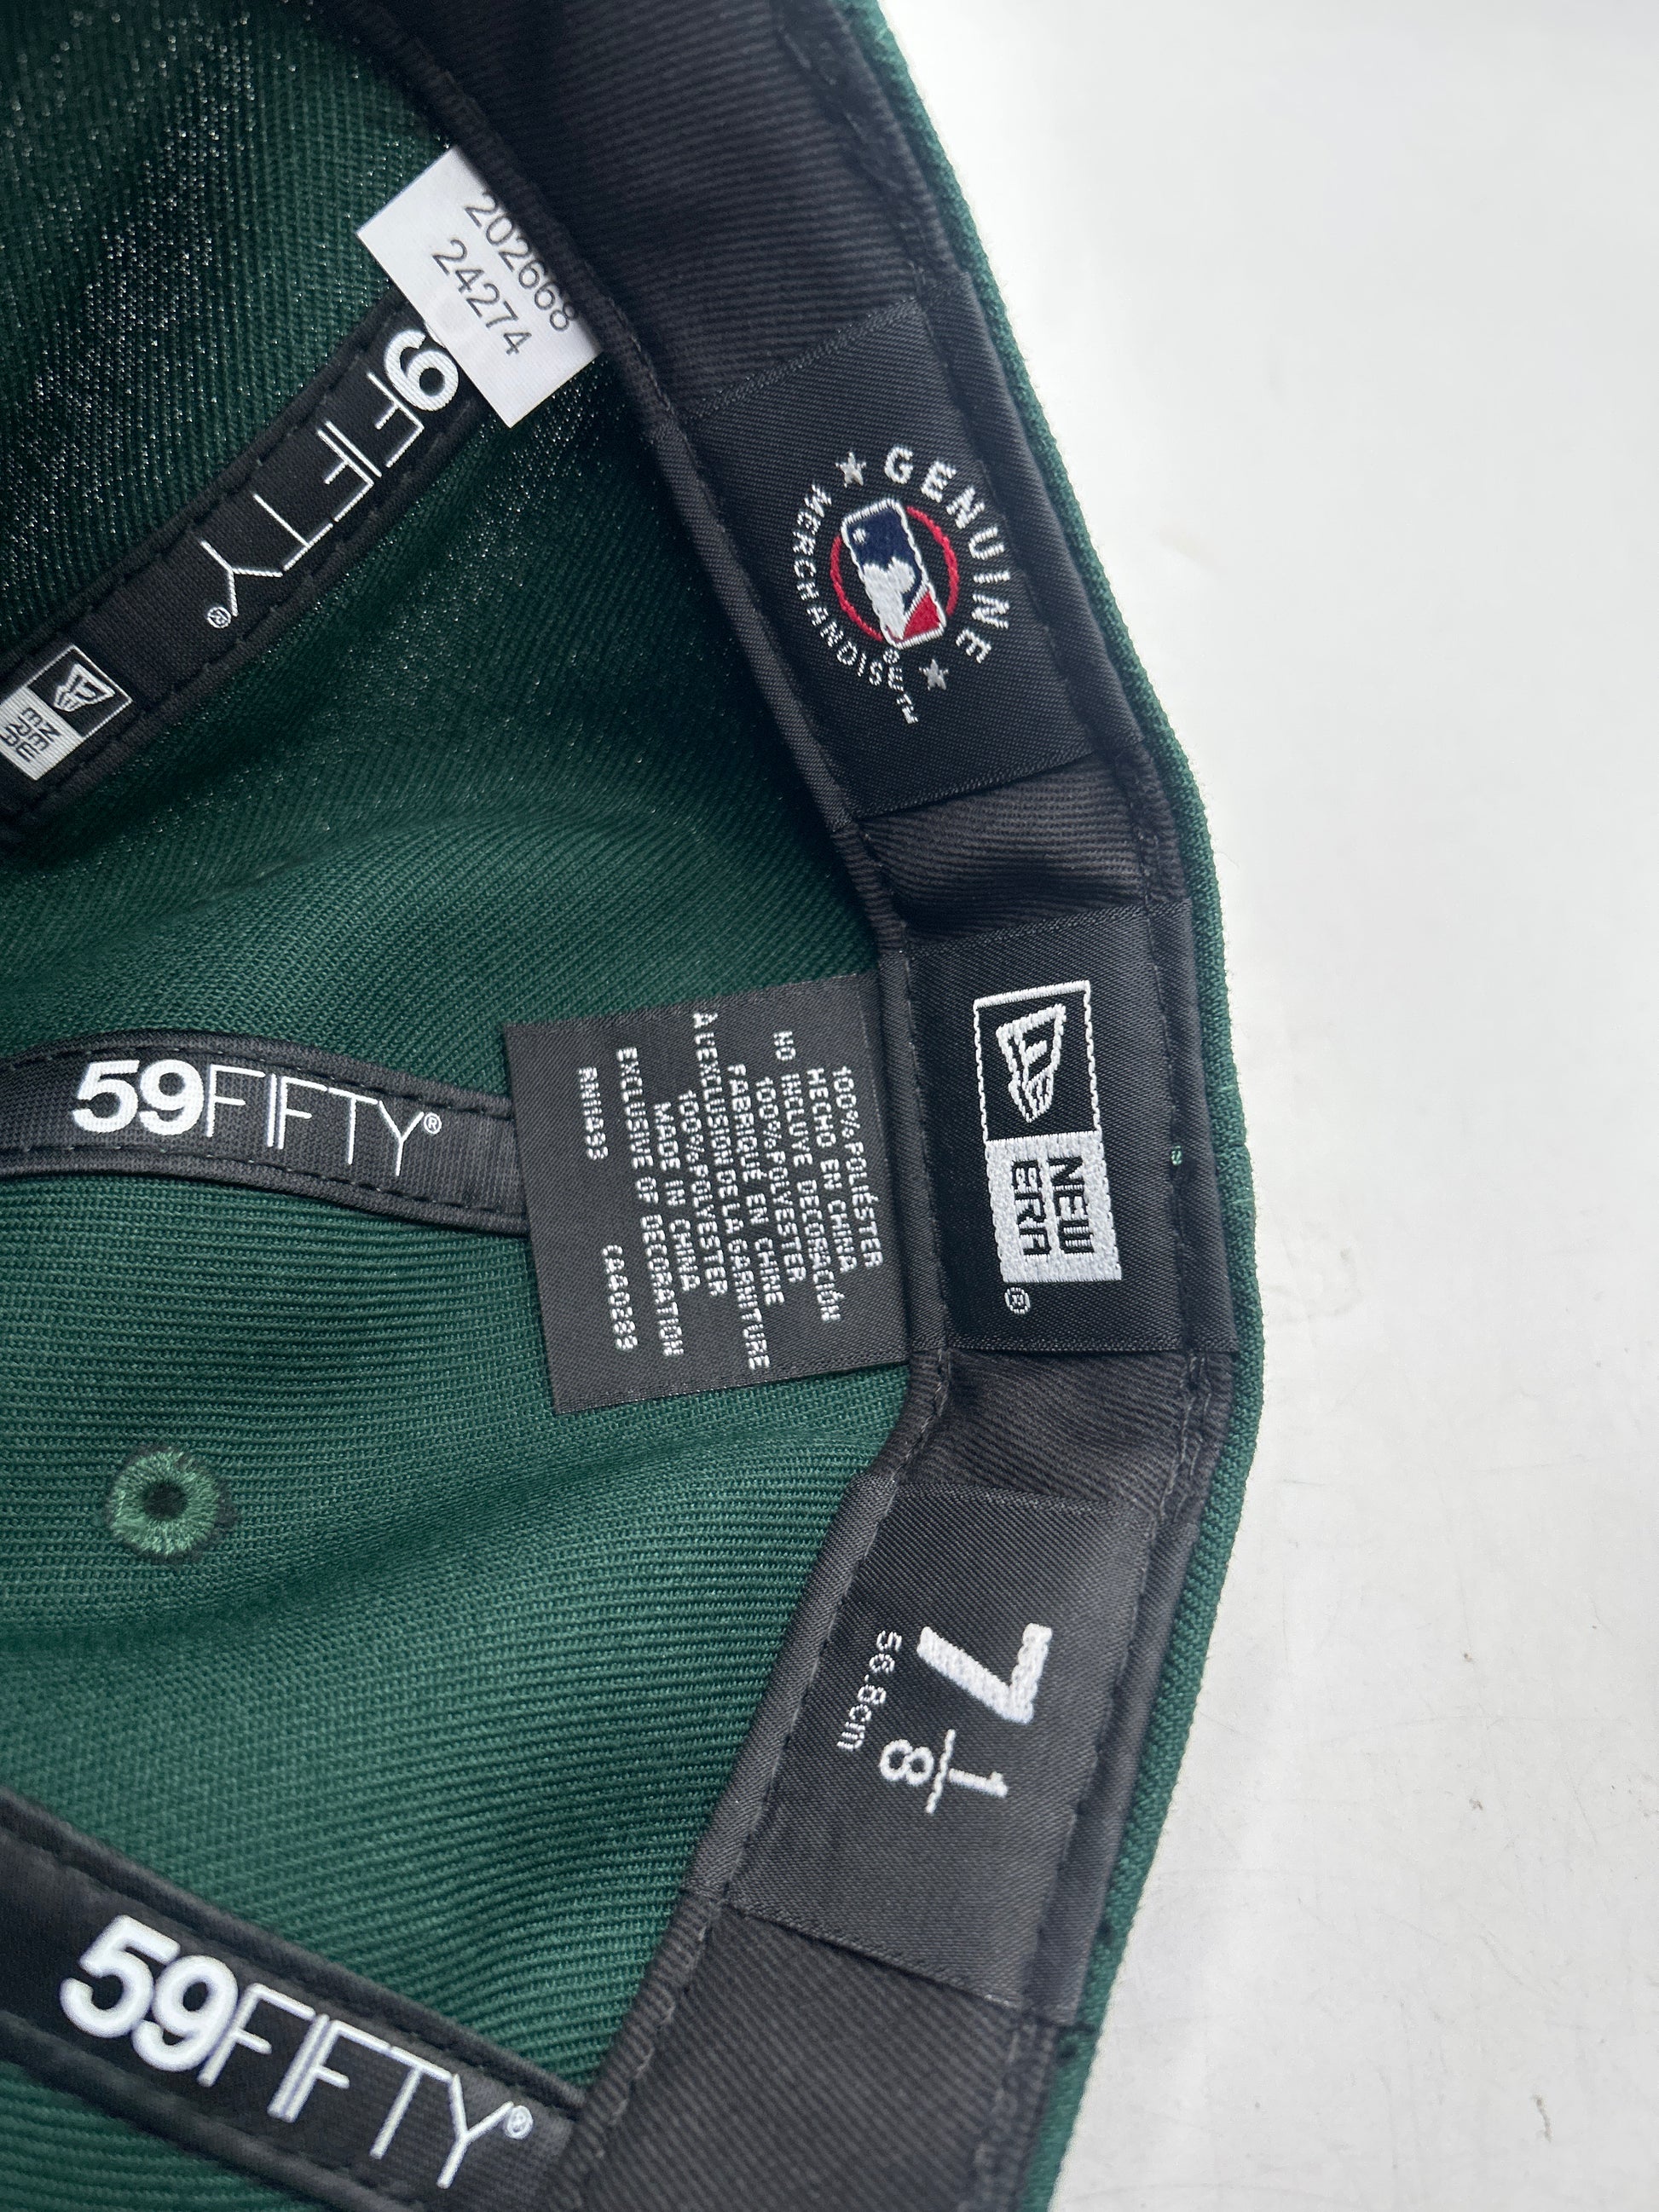 202668
24274
59FIFTY®
NEW
ERA
GENUINE
MERCHANDISE
TM
NEW
ERA
®
59FIFTY®
100% POLIÉSTER
HECHO EN CHINA
NO INCLUYE DECORACIÓN
100% POLYESTER
FABRIQUÉ EN CHINE
À L'EXCLUSION DE LA GARNITURE
100% POLYESTER
MADE IN CHINA
EXCLUSIVE OF DECORATION
CA40289
7 1/8
56.8cm
59FIFTY®